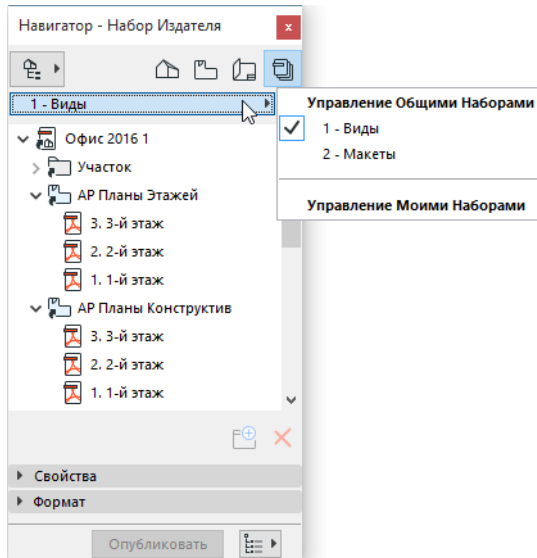 Навигатор - Набор Издателя
1 - Виды
Управление Общими Наборами
1 - Виды
2 - Макеты
Управление Моими Наборами
Офис 2016 1
Участок
АР Планы Этажей
3. 3-й этаж
2. 2-й этаж
1. 1-й этаж
АР Планы Конструктив
3. 3-й этаж
2. 2-й этаж
1. 1-й этаж
Свойства
Формат
Опубликовать